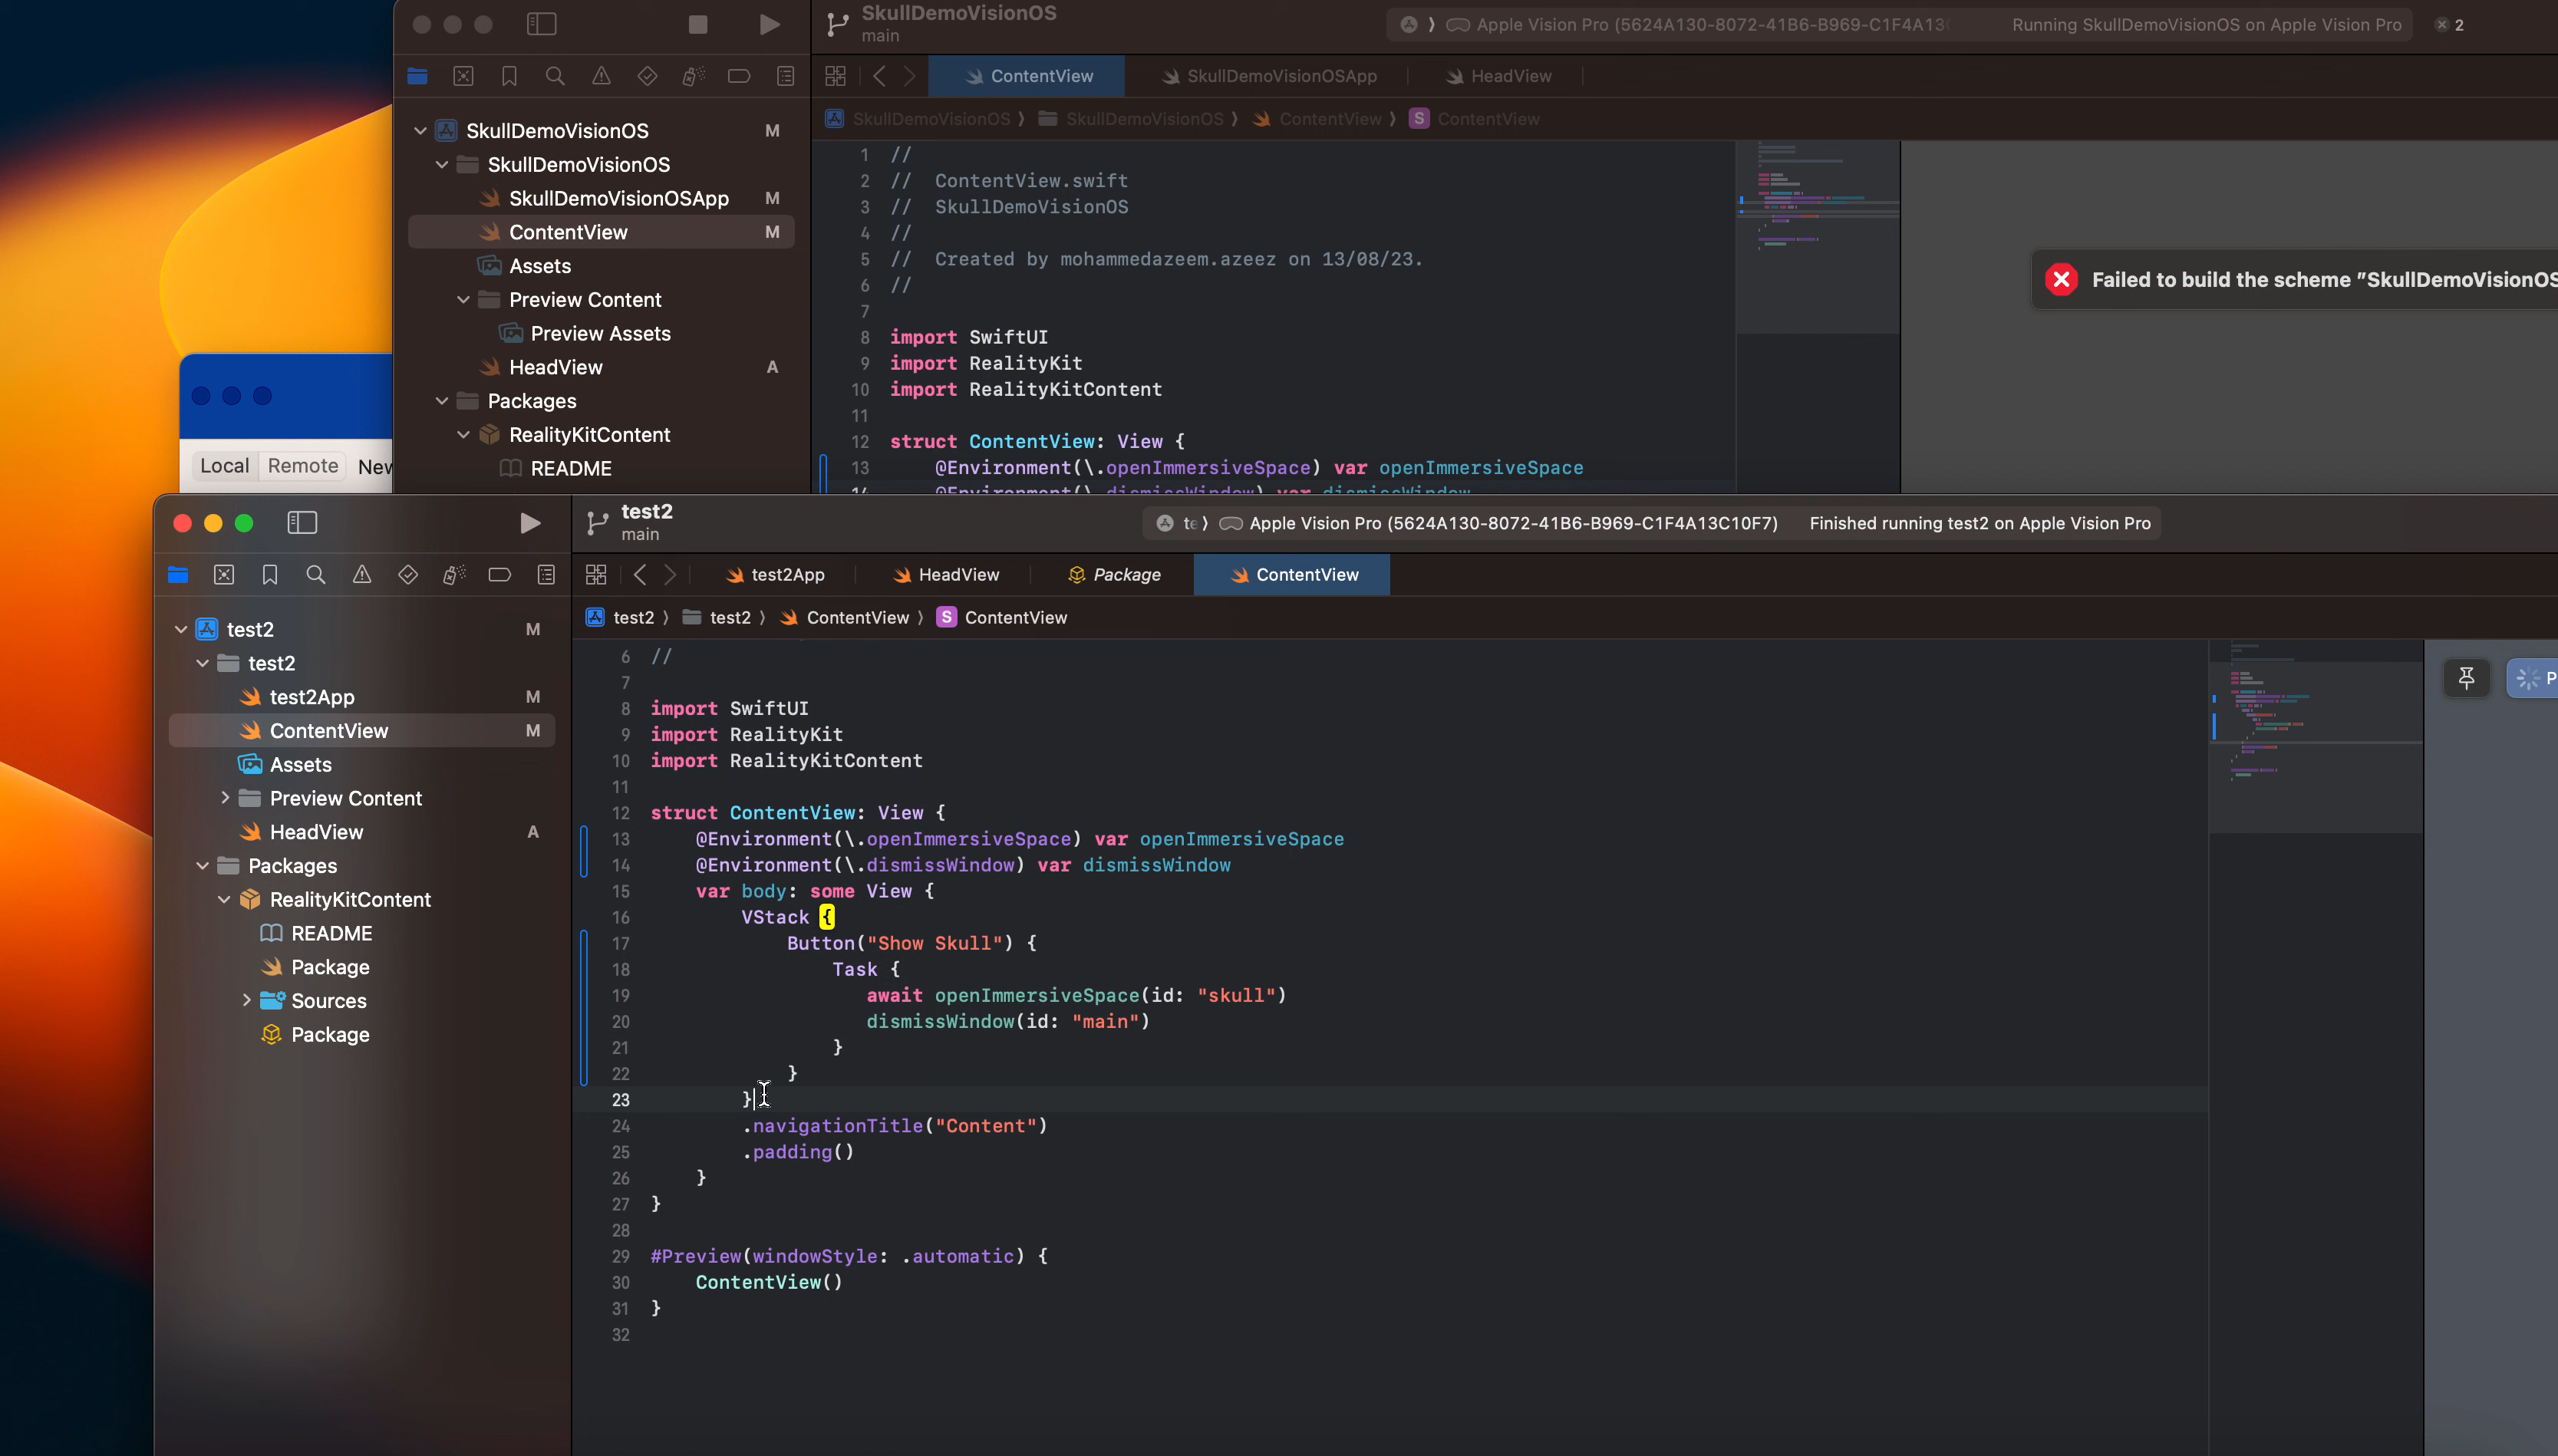 SkullDemoVisionOS
main
Apple Vision Pro (5624A130-8072-41B6-B969-C1F4A13
Running SkullDemoVisionOS on Apple Vision Pro
2
ContentView
SkullDemoVisionOSApp
HeadView
SkullDemoVisionOS
SkullDemoVisionOS
ContentView
S ContentView
SkullDemoVisionOS M
SkullDemoVisionOS
SkullDemoVisionOSApp M
ContentView M
Assets
Preview Content
Preview Assets
HeadView A
Packages
RealityKitContent
README
1 //
2 //  ContentView.swift
3 //  SkullDemoVisionOS
4 //
5 //  Created by mohammedazeem.azeez on 13/08/23.
6 //
7
8 import SwiftUI
9 import RealityKit
10 import RealityKitContent
11
12 struct ContentView: View {
13     @Environment(\.openImmersiveSpace) var openImmersiveSpace
14     @Environment(\.dismissWindow) var dismissWindow
Failed to build the scheme "SkullDemoVisionOS
Local Remote New
test2
main
Apple Vision Pro (5624A130-8072-41B6-B969-C1F4A13C10F7)
Finished running test2 on Apple Vision Pro
test2App
HeadView
Package
ContentView
test2
test2
ContentView
S ContentView
test2 M
test2
test2App M
ContentView M
Assets
Preview Content
HeadView A
Packages
RealityKitContent
README
Package
Sources
Package
6 //
7
8 import SwiftUI
9 import RealityKit
10 import RealityKitContent
11
12 struct ContentView: View {
13     @Environment(\.openImmersiveSpace) var openImmersiveSpace
14     @Environment(\.dismissWindow) var dismissWindow
15     var body: some View {
16         VStack {
17             Button("Show Skull") {
18                 Task {
19                    await openImmersiveSpace(id: "skull")
20                    dismissWindow(id: "main")
21                 }
22             }
23         }
24         .navigationTitle("Content")
25         .padding()
26     }
27 }
28
29 #Preview(windowStyle: .automatic) {
30     ContentView()
31 }
32